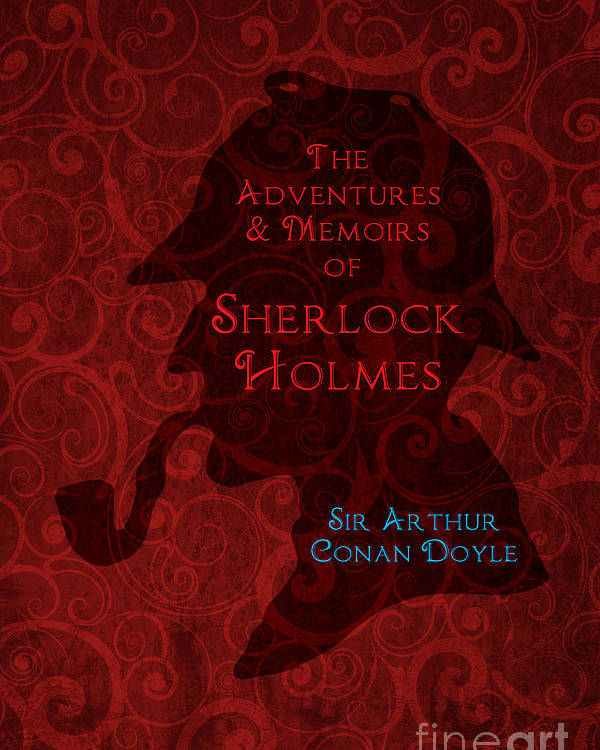 The
Adventures
& Memoirs
of
Sherlock
Holmes
Sir Arthur
Conan Doyle
fineart